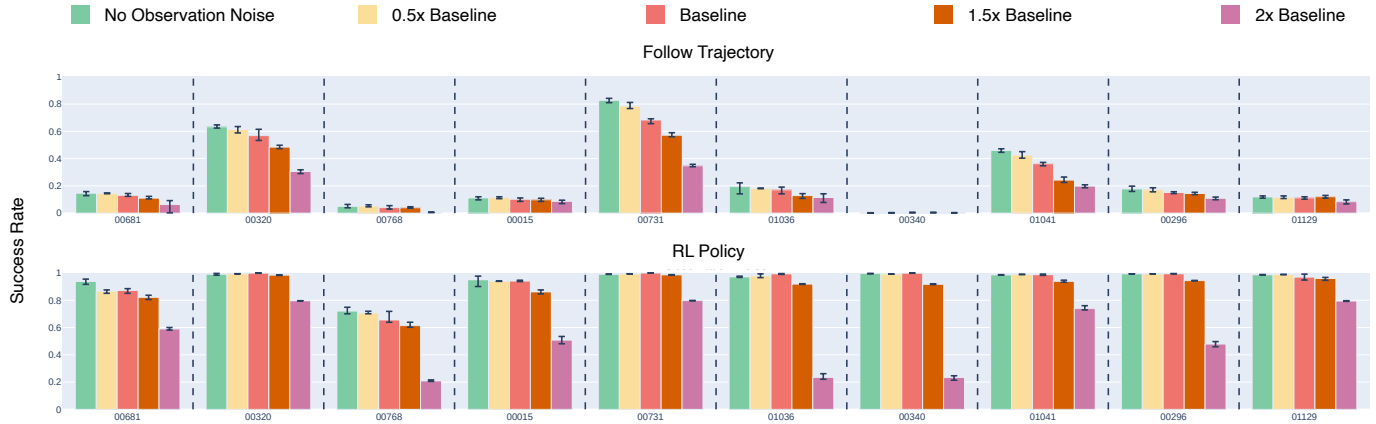 No Observation Noise 0.5x Baseline Baseline 1.5x Baseline 2x Baseline
Follow Trajectory
Success Rate
1
0.8
0.6
0.4
0.2
0
00681 00320 00768 00015 00731 01036 00340 01041 00296 01129
RL Policy
1
0.8
0.6
0.4
0.2
0
00681 00320 00768 00015 00731 01036 00340 01041 00296 01129